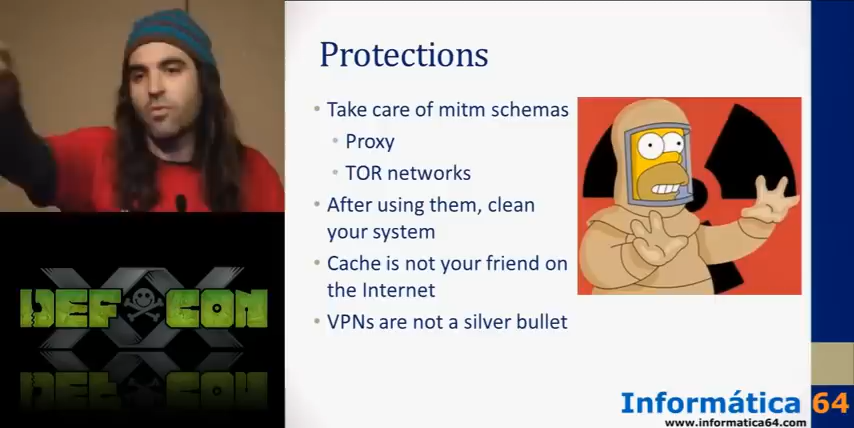 Protections
• Take care of mitm schemas
• Proxy
• TOR networks
• After using them, clean
your system
• Cache is not your friend on
the Internet
• VPNs are not a silver bullet
XX
DEF CON
Informática 64
www.informatica64.com